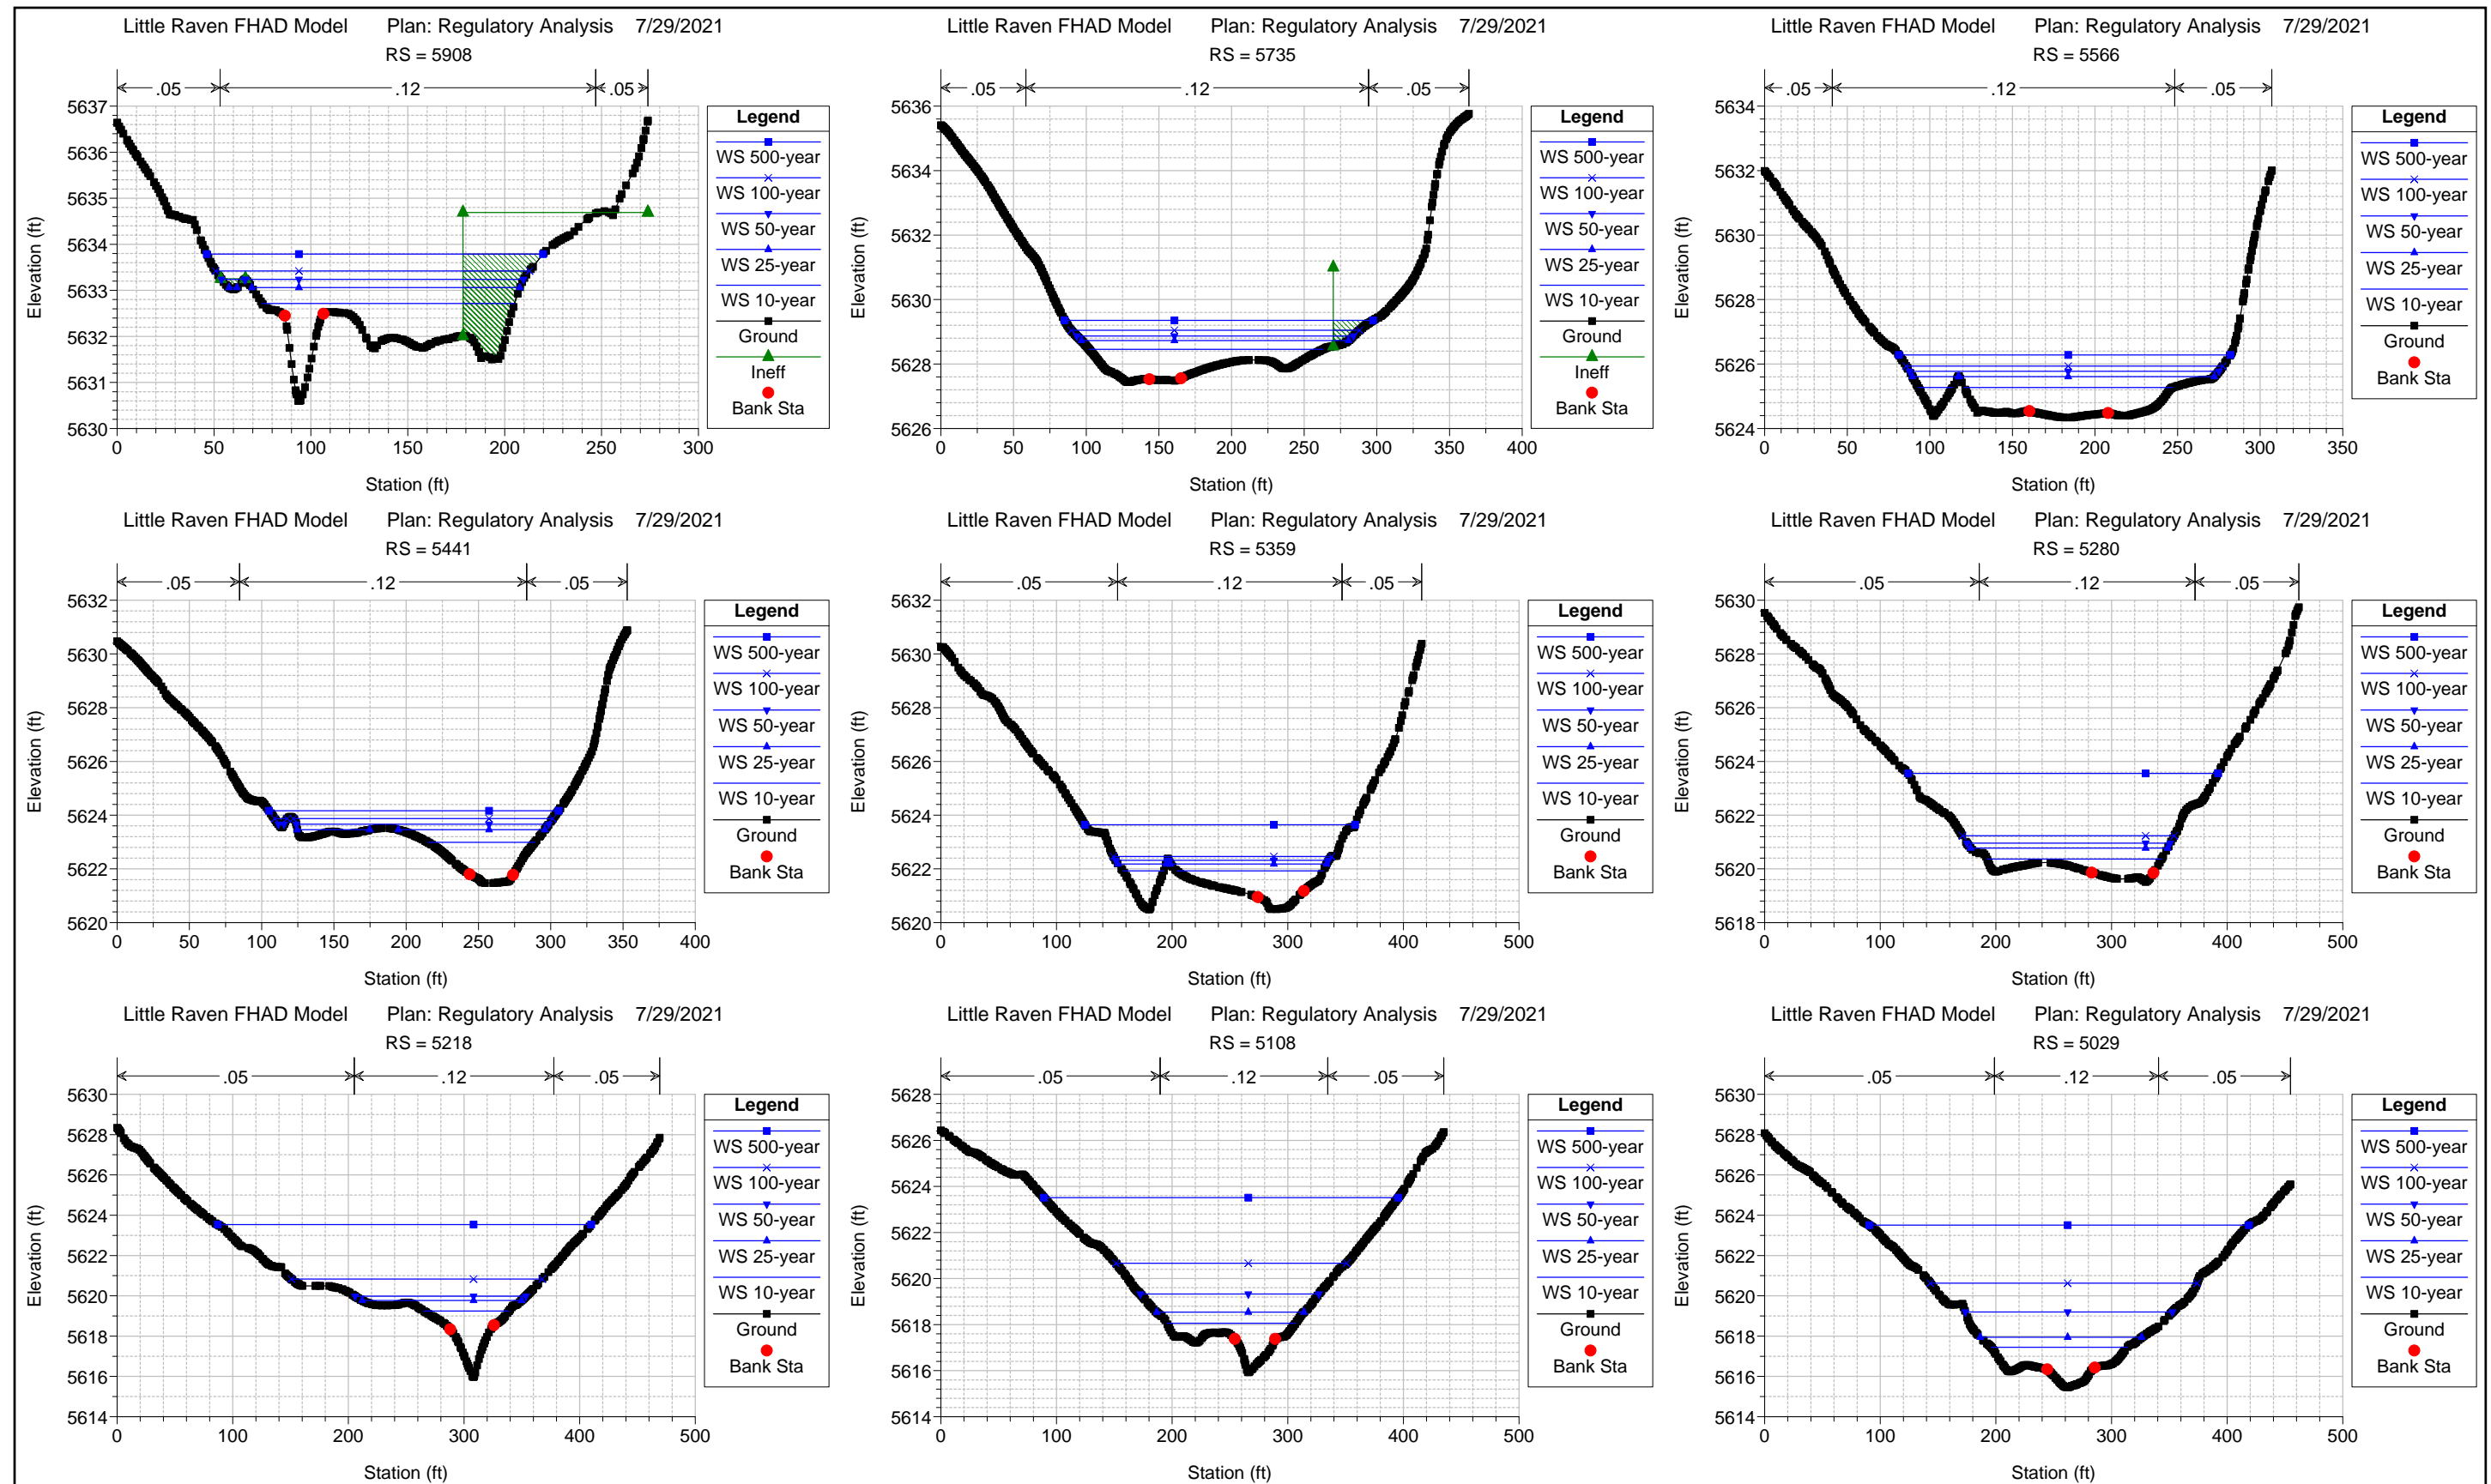 Little Raven FHAD Model Plan: Regulatory Analysis 7/29/2021
RS = 5908
.05 .12 .05
5637
5636
5635
5634
5633
5632
5631
5630
Elevation (ft)
0 50 100 150 200 250 300
Station (ft)
Legend
WS 500-year
WS 100-year
WS 50-year
WS 25-year
WS 10-year
Ground
Ineff
Bank Sta
Little Raven FHAD Model Plan: Regulatory Analysis 7/29/2021
RS = 5735
.05 .12 .05
5636
5634
5632
5630
5628
5626
Elevation (ft)
0 50 100 150 200 250 300 350 400
Station (ft)
Legend
WS 500-year
WS 100-year
WS 50-year
WS 25-year
WS 10-year
Ground
Ineff
Bank Sta
Little Raven FHAD Model Plan: Regulatory Analysis 7/29/2021
RS = 5566
.05 .12 .05
5634
5632
5630
5628
5626
5624
Elevation (ft)
0 50 100 150 200 250 300 350
Station (ft)
Legend
WS 500-year
WS 100-year
WS 50-year
WS 25-year
WS 10-year
Ground
Bank Sta
Little Raven FHAD Model Plan: Regulatory Analysis 7/29/2021
RS = 5441
.05 .12 .05
5632
5630
5628
5626
5624
5622
5620
Elevation (ft)
0 50 100 150 200 250 300 350 400
Station (ft)
Legend
WS 500-year
WS 100-year
WS 50-year
WS 25-year
WS 10-year
Ground
Bank Sta
Little Raven FHAD Model Plan: Regulatory Analysis 7/29/2021
RS = 5359
.05 .12 .05
5632
5630
5628
5626
5624
5622
5620
Elevation (ft)
0 100 200 300 400 500
Station (ft)
Legend
WS 500-year
WS 100-year
WS 50-year
WS 25-year
WS 10-year
Ground
Bank Sta
Little Raven FHAD Model Plan: Regulatory Analysis 7/29/2021
RS = 5280
.05 .12 .05
5630
5628
5626
5624
5622
5620
5618
Elevation (ft)
0 100 200 300 400 500
Station (ft)
Legend
WS 500-year
WS 100-year
WS 50-year
WS 25-year
WS 10-year
Ground
Bank Sta
Little Raven FHAD Model Plan: Regulatory Analysis 7/29/2021
RS = 5218
.05 .12 .05
5630
5628
5626
5624
5622
5620
5618
5616
5614
Elevation (ft)
0 100 200 300 400 500
Station (ft)
Legend
WS 500-year
WS 100-year
WS 50-year
WS 25-year
WS 10-year
Ground
Bank Sta
Little Raven FHAD Model Plan: Regulatory Analysis 7/29/2021
RS = 5108
.05 .12 .05
5628
5626
5624
5622
5620
5618
5616
5614
Elevation (ft)
0 100 200 300 400 500
Station (ft)
Legend
WS 500-year
WS 100-year
WS 50-year
WS 25-year
WS 10-year
Ground
Bank Sta
Little Raven FHAD Model Plan: Regulatory Analysis 7/29/2021
RS = 5029
.05 .12 .05
5630
5628
5626
5624
5622
5620
5618
5616
5614
Elevation (ft)
0 100 200 300 400 500
Station (ft)
Legend
WS 500-year
WS 100-year
WS 50-year
WS 25-year
WS 10-year
Ground
Bank Sta